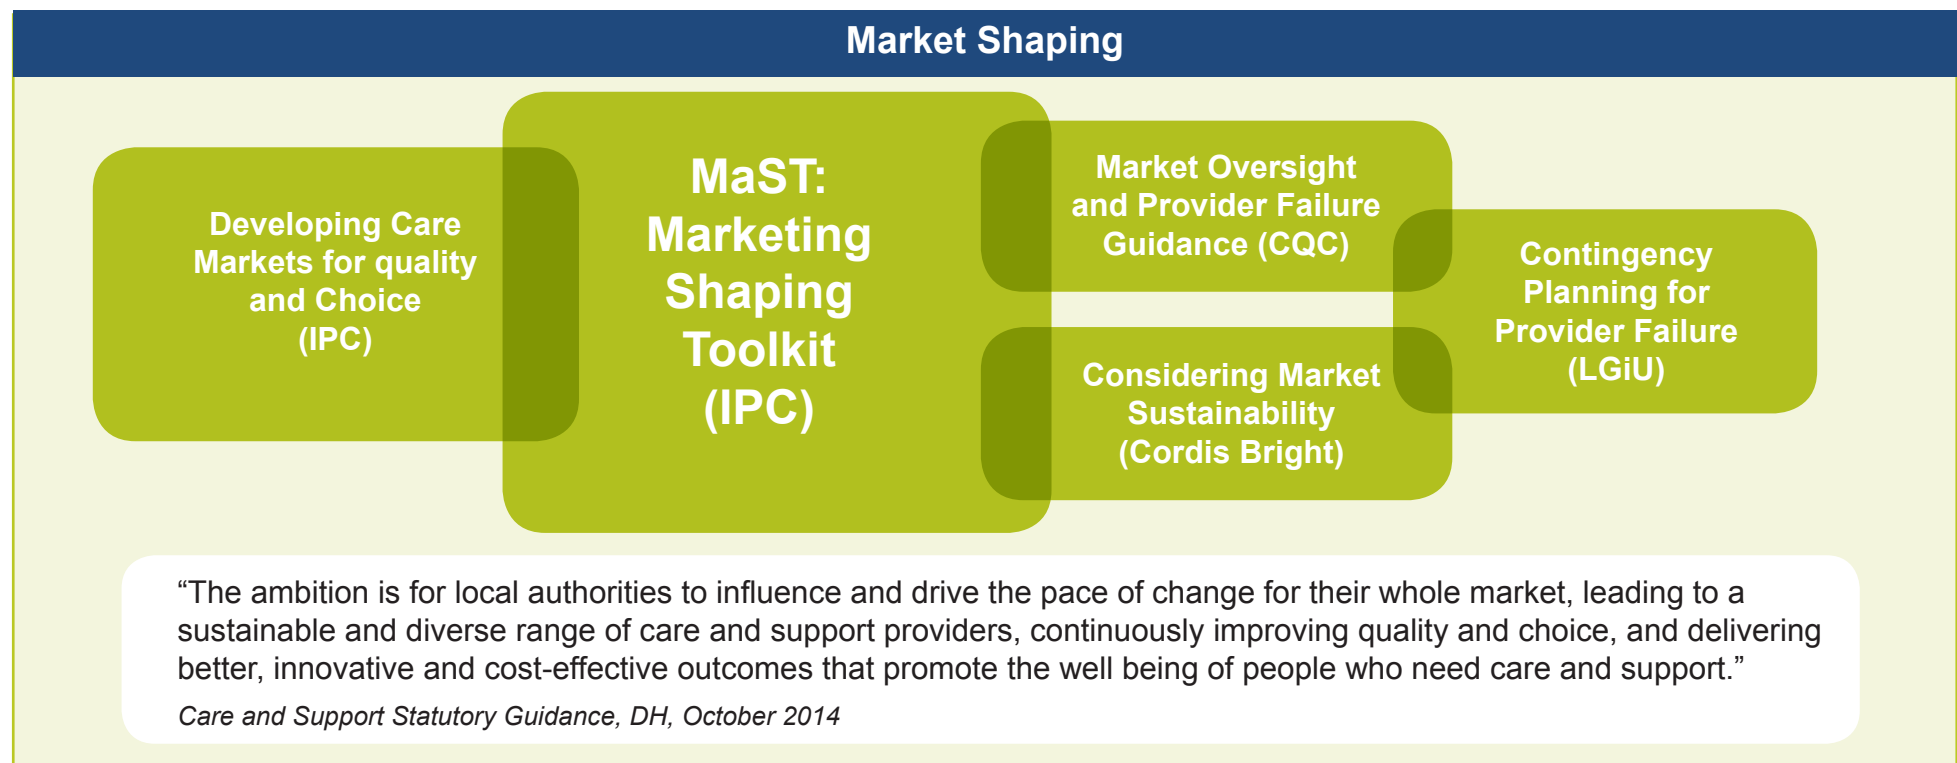 Market Shaping
Developing Care
Markets for quality
and Choice
(IPC)
MaST:
Marketing
Shaping
Toolkit
(IPC)
Market Oversight
and Provider Failure
Guidance (CQC)
Considering Market
Sustainability
(Cordis Bright)
Contingency
Planning for
Provider Failure
(LGiU)
“The ambition is for local authorities to influence and drive the pace of change for their whole market, leading to a
sustainable and diverse range of care and support providers, continuously improving quality and choice, and delivering
better, innovative and cost-effective outcomes that promote the well being of people who need care and support.”
Care and Support Statutory Guidance, DH, October 2014